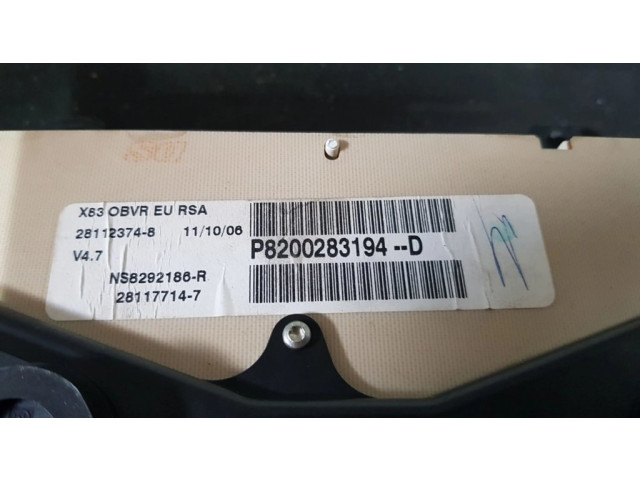 X83 OBVR EU RSA
28112374-8 11/10/06
V4.7
NS8292186-R
28117714-7
P8200283194--D